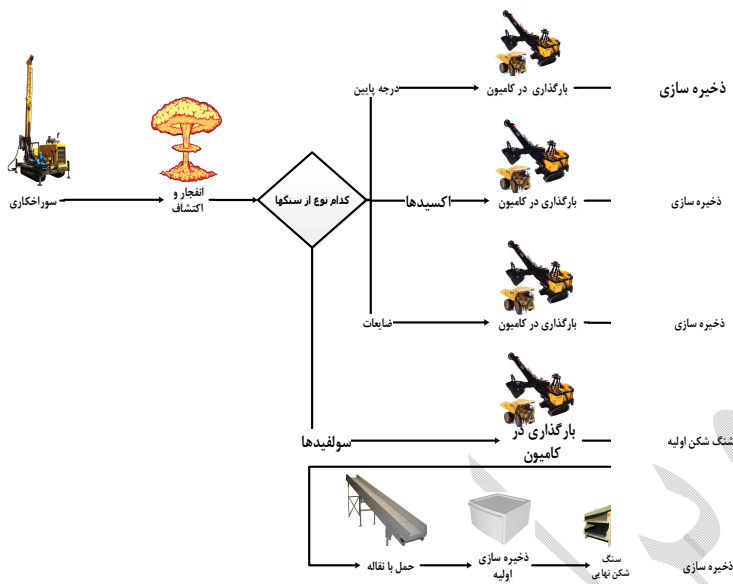 درجه پایین
بارگذاری در کامیون
ذخیره سازی
سوراخکاری
انفجار و
اکتشاف
کدام نوع از سنگها
اکسیدها
بارگذاری در کامیون
ذخیره سازی
ضایعات
بارگذاری در کامیون
ذخیره سازی
سولفیدها
بارگذاری در
کامیون
شنگ شکن اولیه
حمل با نقاله
ذخیره سازی
اولیه
سنگ
شکن نهایی
ذخیره سازی